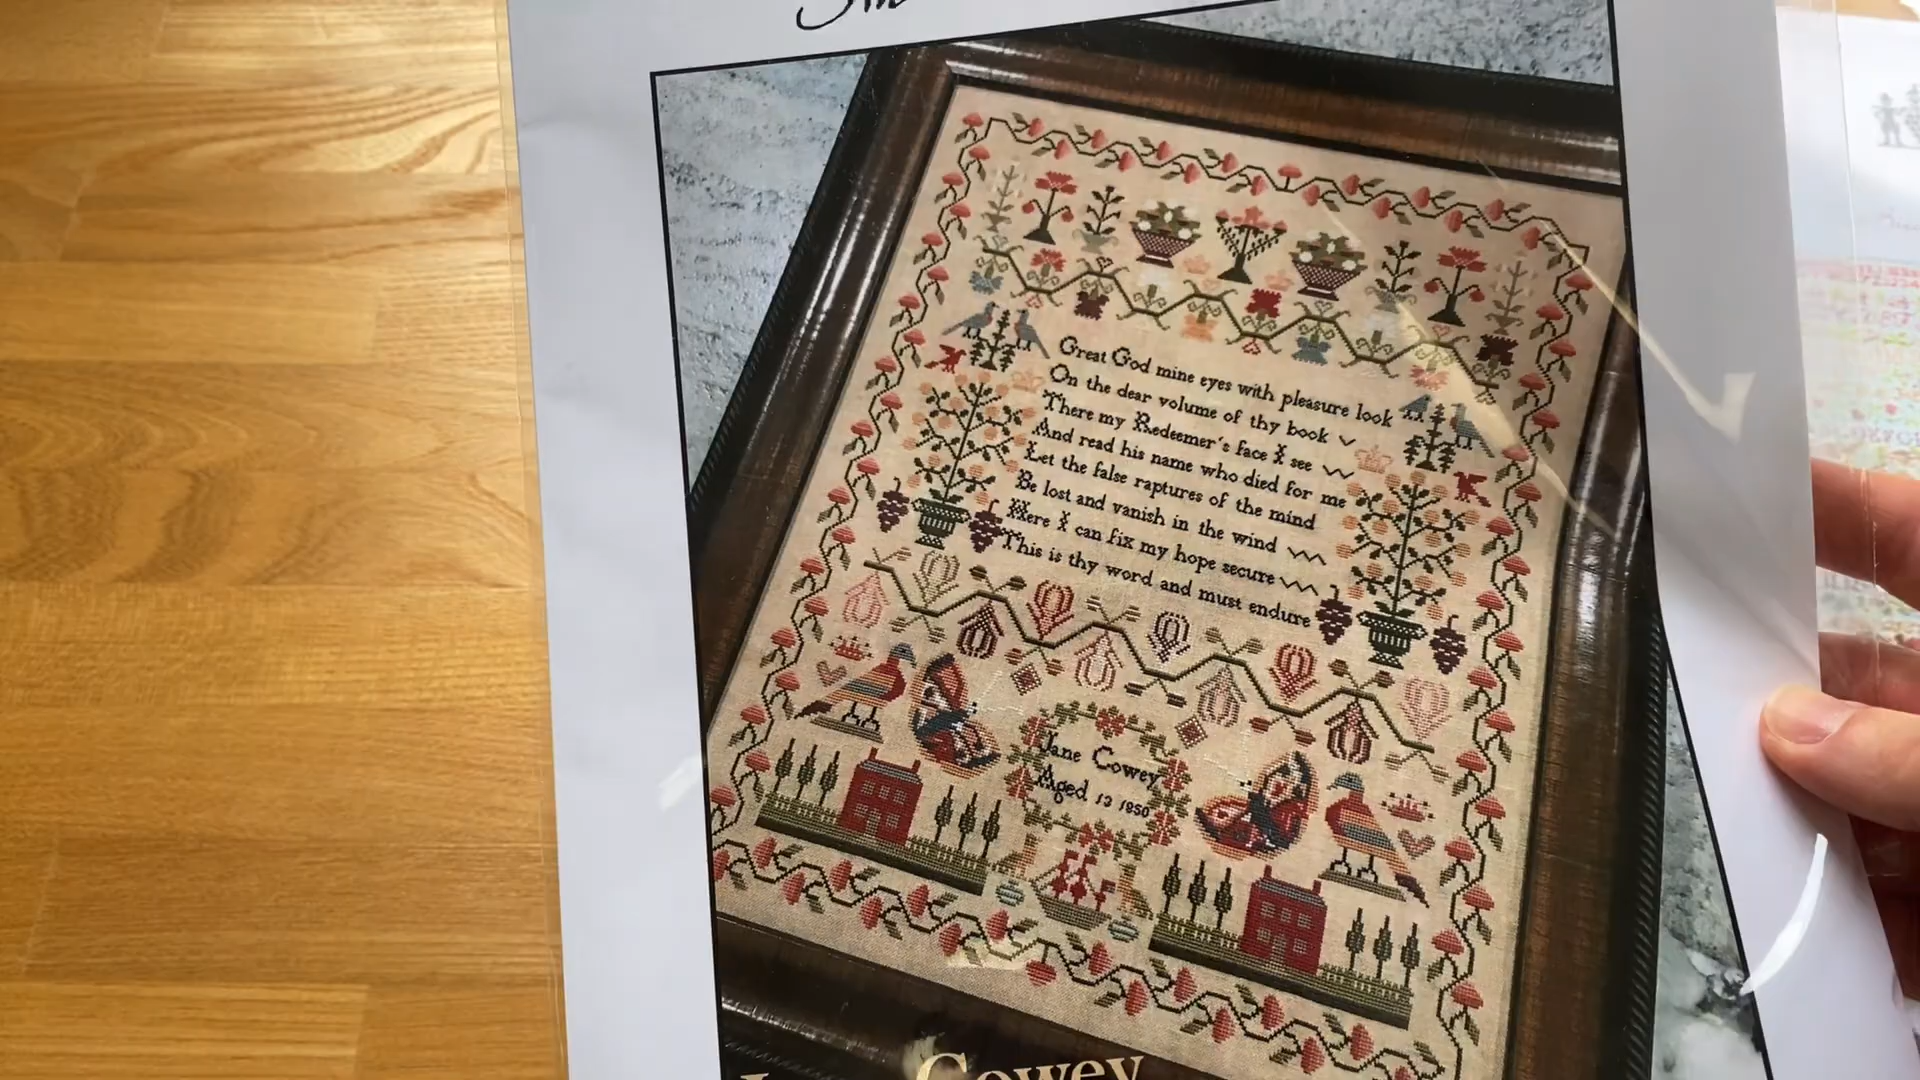 Great God mine eyes with pleasure look
On the dear volume of thy book
There my Redeemer's face I see
And read his name who died for me
Let the false raptures of the mind
Be lost and vanish in the wind
Here I can fix my hope secure
This is thy word and must endure
Jane Cowey
Aged 13 1850
Cowey